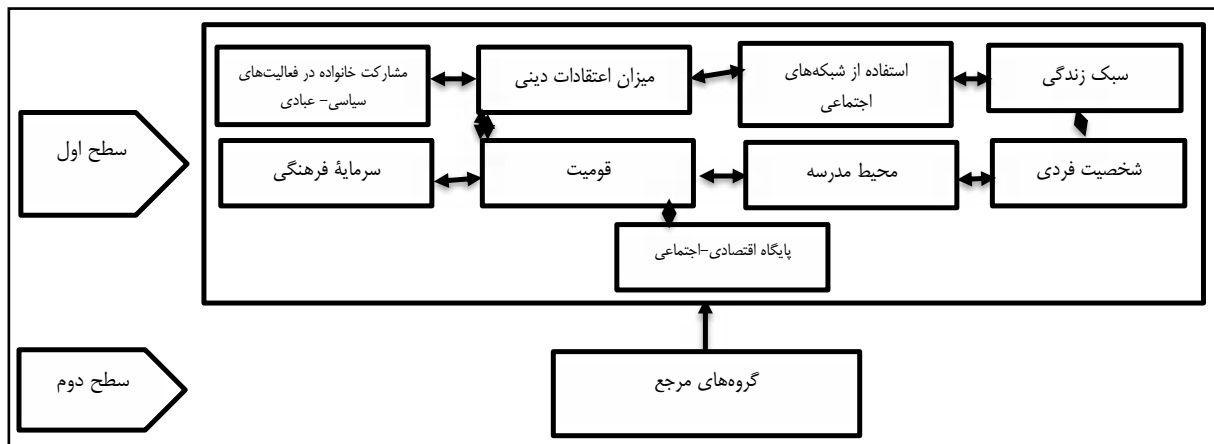 سبک زندگی
استفاده از شبکه‌های
اجتماعی
میزان اعتقادات دینی
مشارکت خانواده در فعالیت‌های
سیاسی- عبادی
سطح اول
شخصیت فردی
محیط مدرسه
قومیت
سرمایۀ فرهنگی
پایگاه اقتصادی-اجتماعی
گروه‌های مرجع
سطح دوم